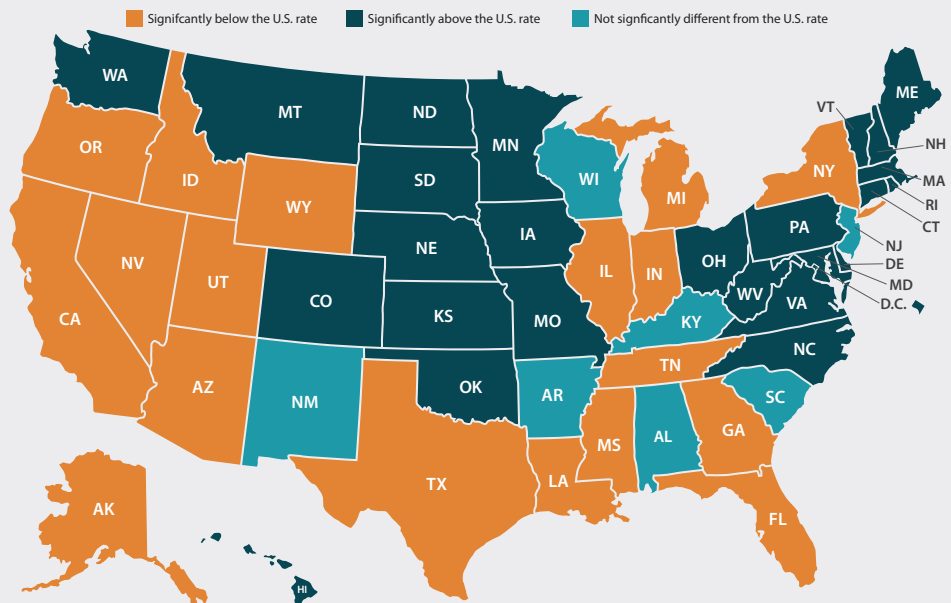 Signifcantly below the U.S. rate
Significantly above the U.S. rate
Not signficantly different from the U.S. rate
WA
MT
ND
MN
ME
VT
NH
MA
RI
CT
OR
ID
WY
SD
WI
MI
NY
NV
UT
CO
NE
IA
IL
IN
OH
PA
NJ
DE
MD
D.C.
CA
AZ
NM
KS
MO
KY
WV
VA
OK
AR
TN
NC
SC
TX
LA
MS
AL
GA
FL
AK
HI